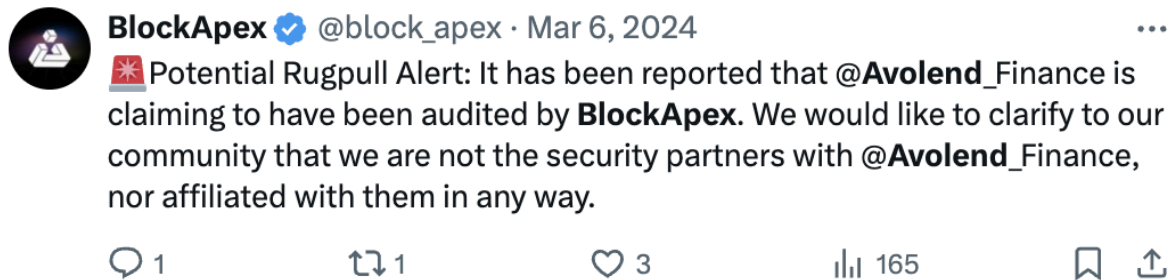 BlockApex @block_apex · Mar 6, 2024
🚨Potential Rugpull Alert: It has been reported that @Avolend_Finance is
claiming to have been audited by BlockApex. We would like to clarify to our
community that we are not the security partners with @Avolend_Finance,
nor affiliated with them in any way.
1 1 3 165